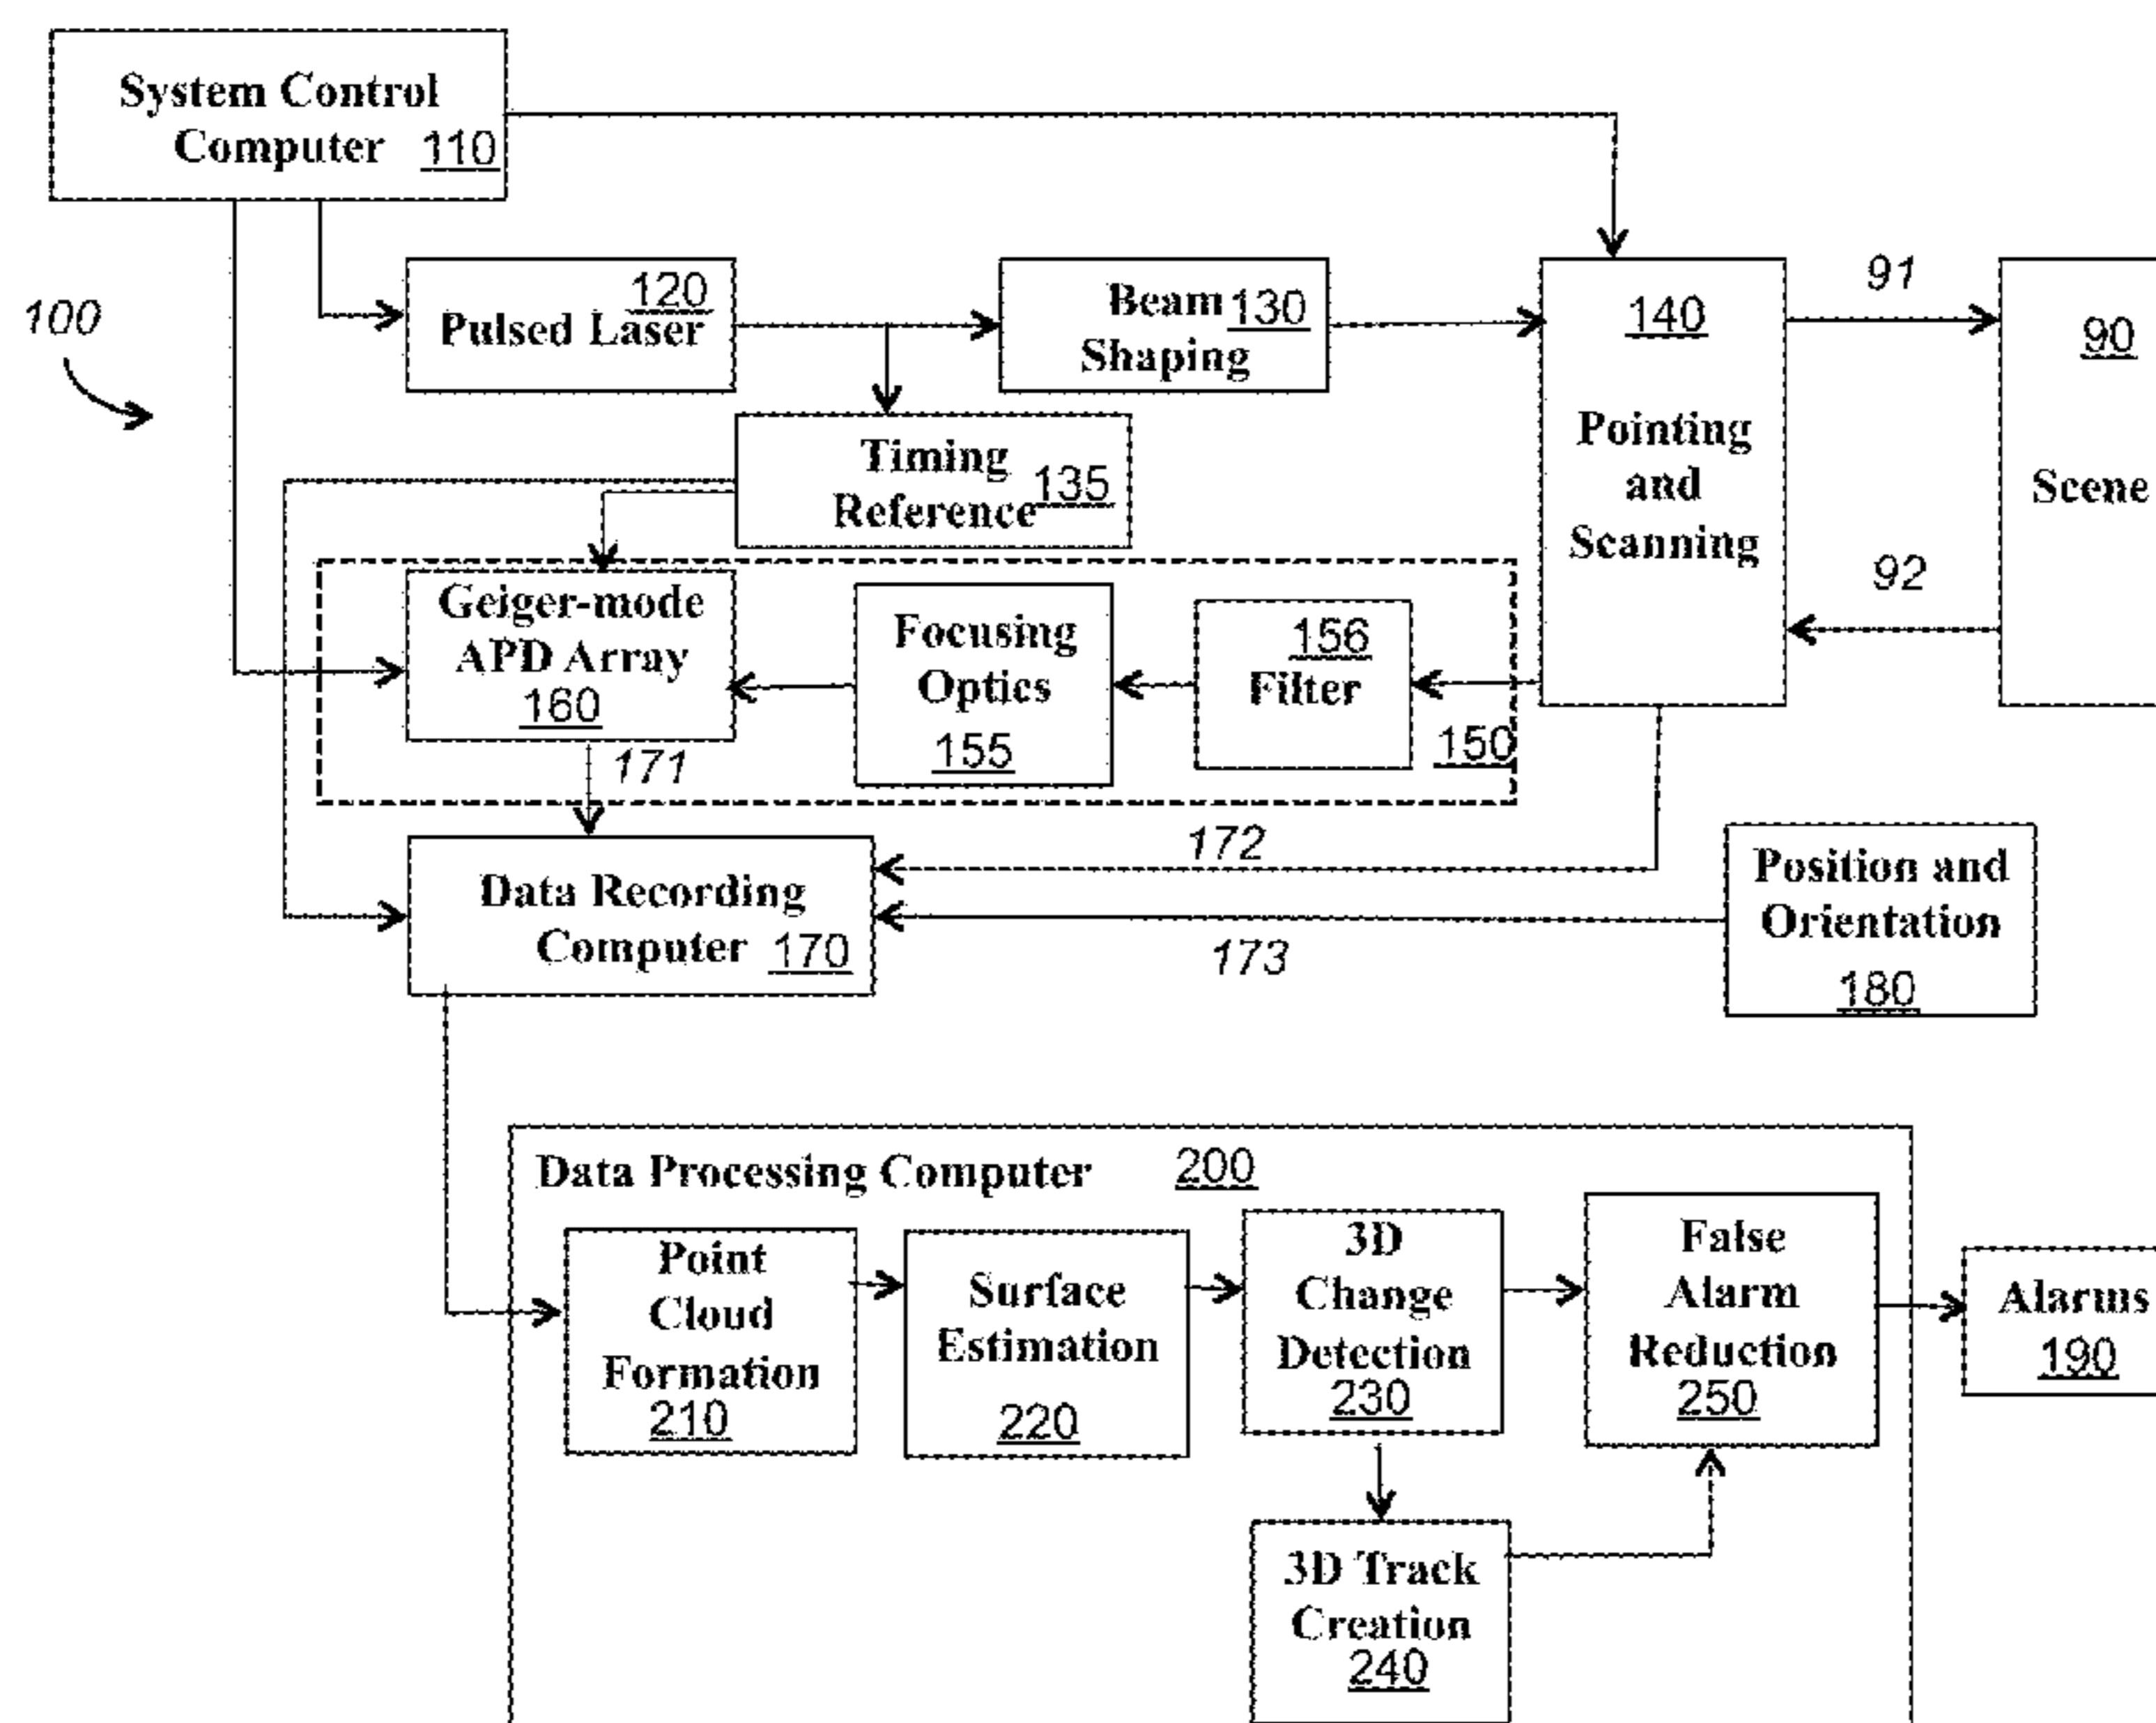 System Control
Computer 110
100
120
Pulsed Laser
Beam 130
Shaping
140
Pointing
and
Scanning
91
90
Scene
92
Timing
Reference 135
Geiger-mode
APD Array
160
Focusing
Optics
155
156
Filter
150
171
172
Data Recording
Computer 170
173
Position and
Orientation
180
Data Processing Computer 200
Point
Cloud
Formation
210
Surface
Estimation
220
3D
Change
Detection
230
False
Alarm
Reduction
250
Alarms
190
3D Track
Creation
240